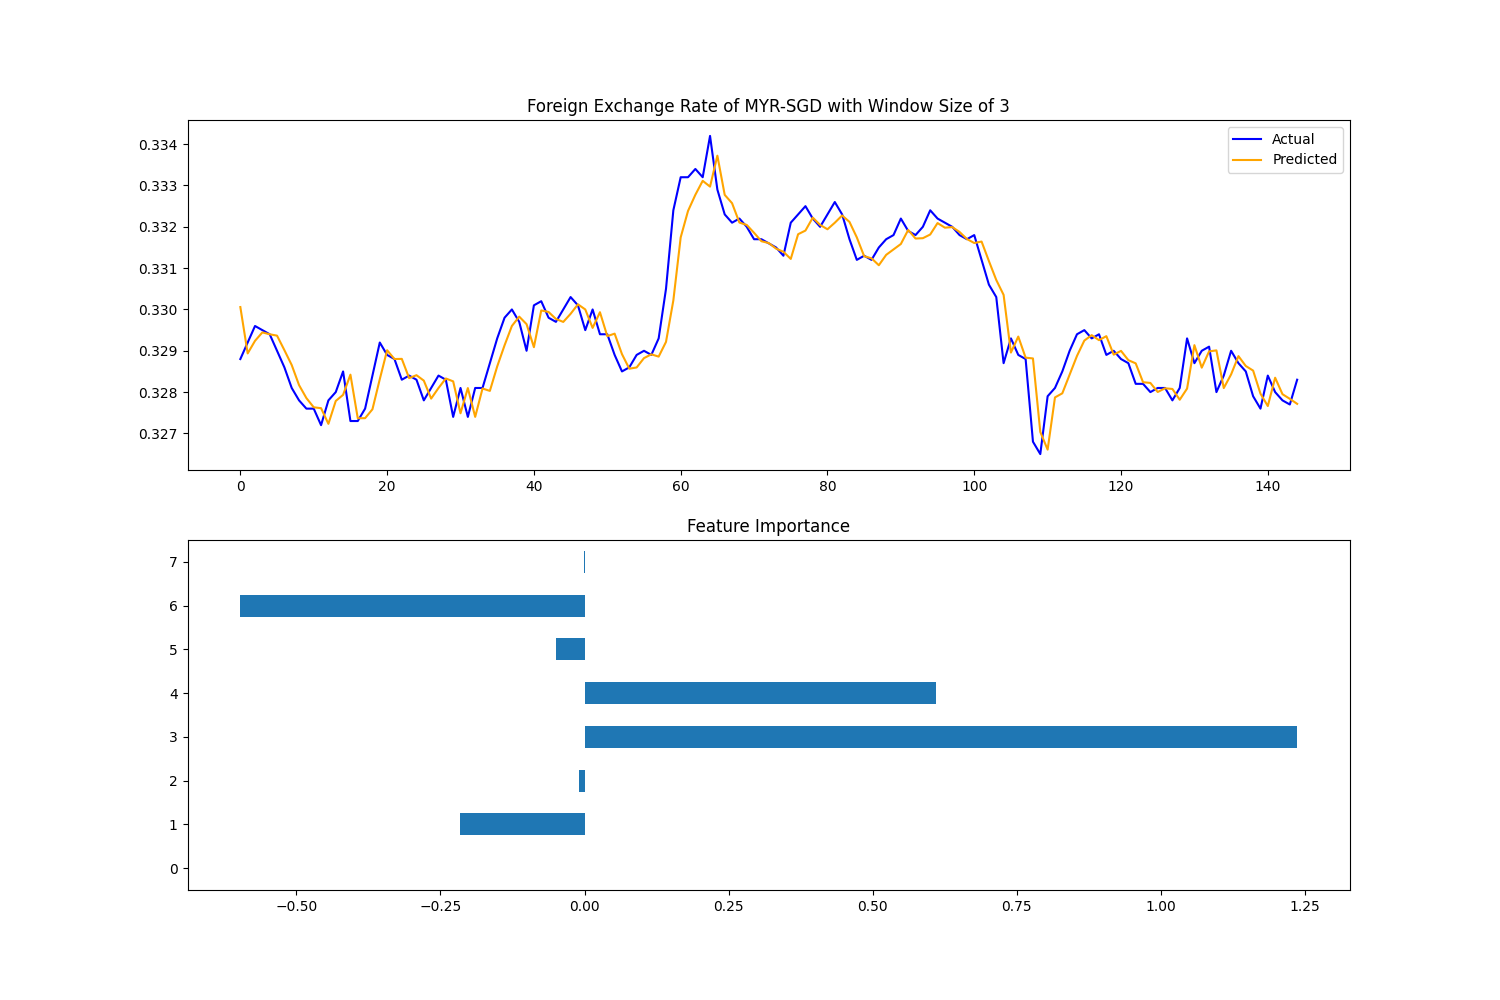 Foreign Exchange Rate of MYR-SGD with Window Size of 3
Actual
Predicted
0.334
0.333
0.332
0.331
0.330
0.329
0.328
0.327
0 20 40 60 80 100 120 140
Feature Importance
7
6
5
4
3
2
1
0
−0.50 −0.25 0.00 0.25 0.50 0.75 1.00 1.25